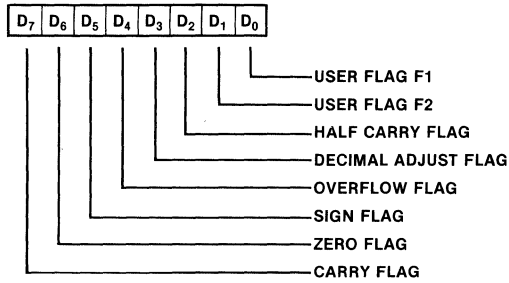 D7 D6 D5 D4 D3 D2 D1 D0
USER FLAG F1
USER FLAG F2
HALF CARRY FLAG
DECIMAL ADJUST FLAG
OVERFLOW FLAG
SIGN FLAG
ZERO FLAG
CARRY FLAG